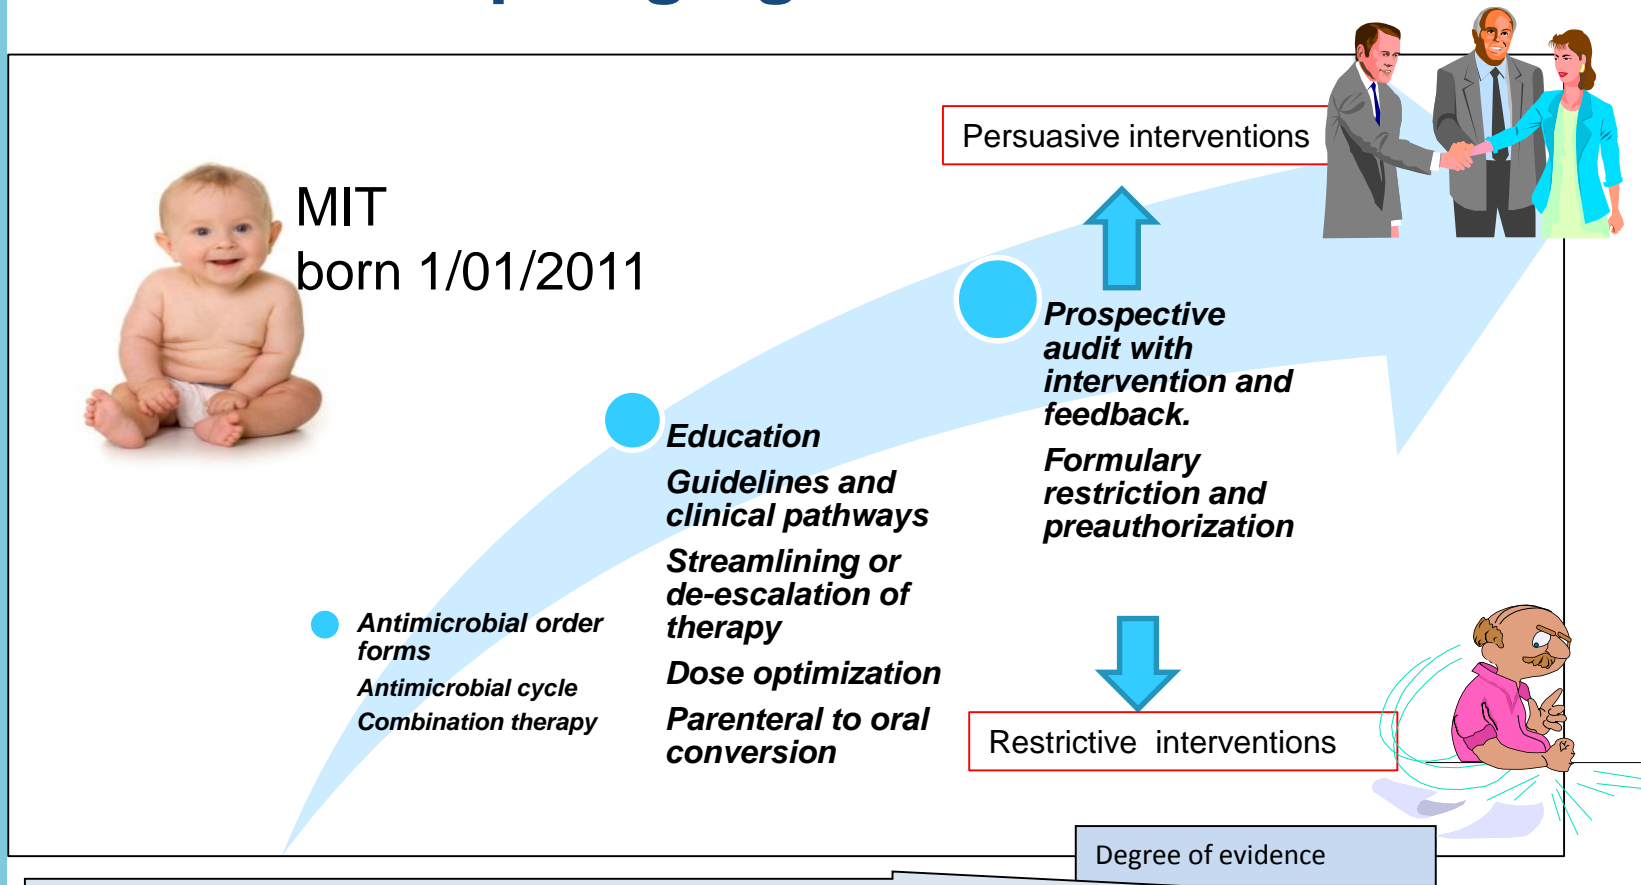 Persuasive interventions
MIT
born 1/01/2011
Prospective
audit with
intervention and
feedback.
Formulary
restriction and
preauthorization
Education
Guidelines and
clinical pathways
Streamlining or
de-escalation of
therapy
Dose optimization
Parenteral to oral
conversion
Antimicrobial order
forms
Antimicrobial cycle
Combination therapy
Restrictive interventions
Degree of evidence